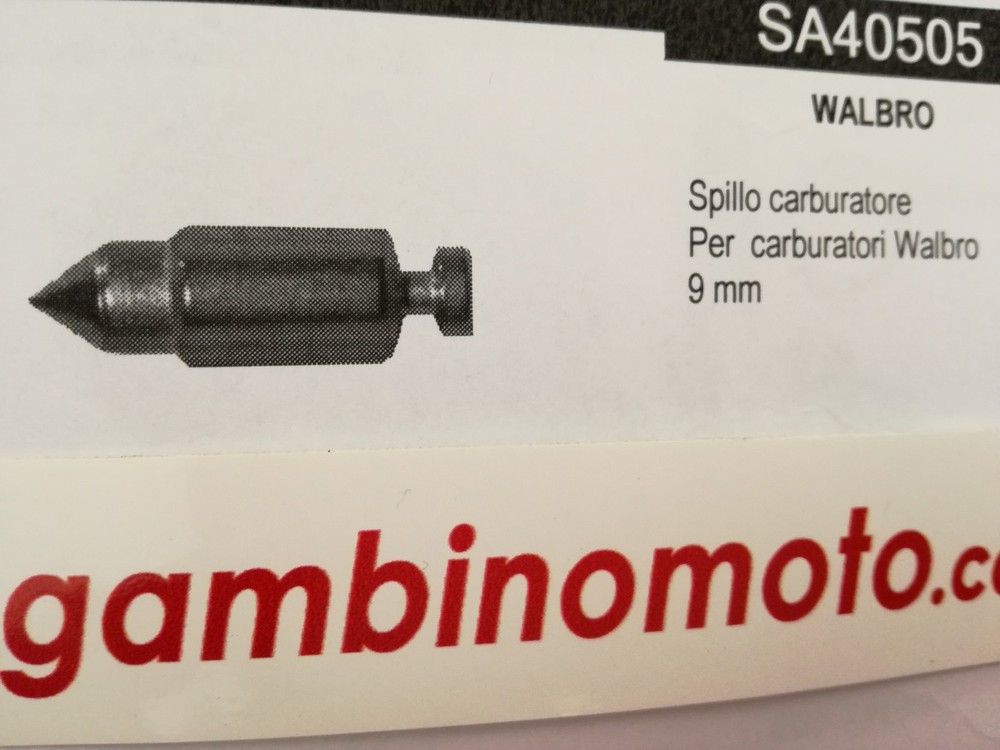 SA40505
WALBRO
Spillo carburatore
Per carburatori Walbro
9 mm
gambinomoto.c